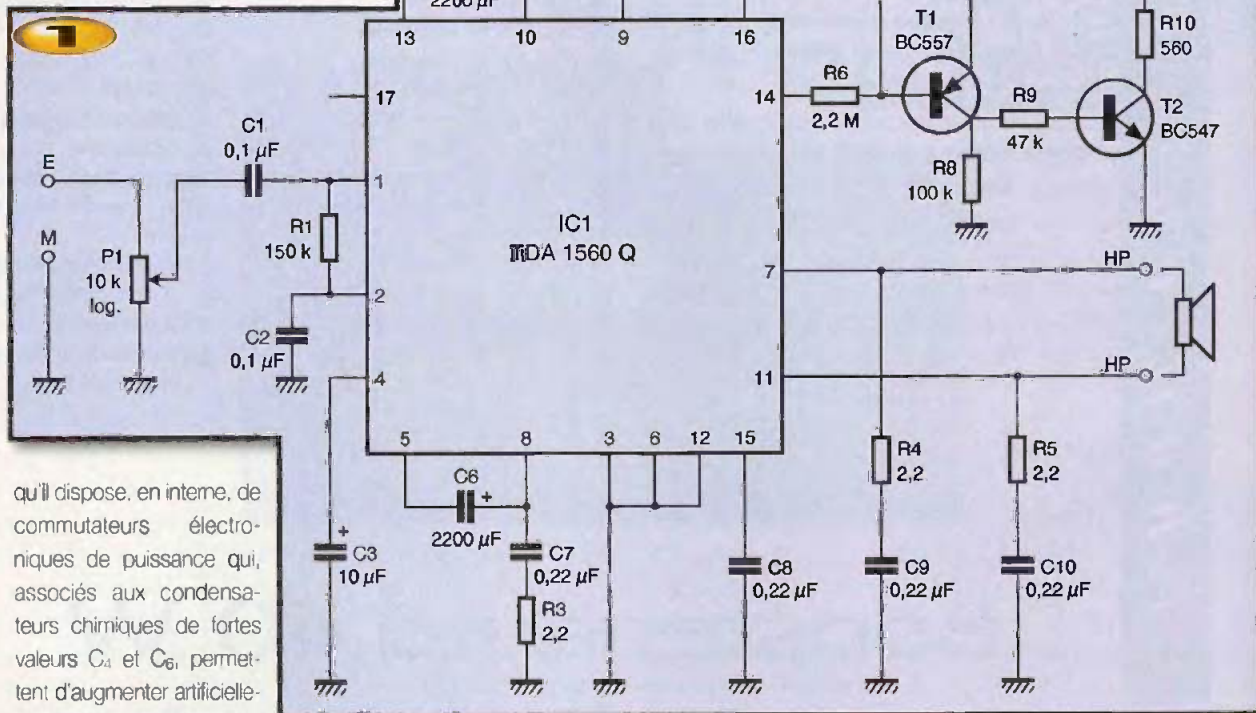 2200 µF
13
10
9
16
1
17
14
R6
2,2 M
T1
BC557
R9
47 k
R10
560
T2
BC547
R8
100 k
C1
0,1 µF
E
1
R1
150 k
M
P1
10 k
log.
IC1
TDA 1560 Q
2
C2
0,1 µF
4
7
HP
11
HP
5
8
3
6
12
15
R4
2,2
R5
2,2
C6
+
2200 µF
+
C3
10 µF
C7
0,22 µF
R3
2,2
C8
0,22 µF
C9
0,22 µF
C10
0,22 µF
qu'il dispose, en interne, de
commutateurs électro-
niques de puissance qui,
associés aux condensa-
teurs chimiques de fortes
valeurs C4 et C6, permet-
tent d'augmenter artificielle-